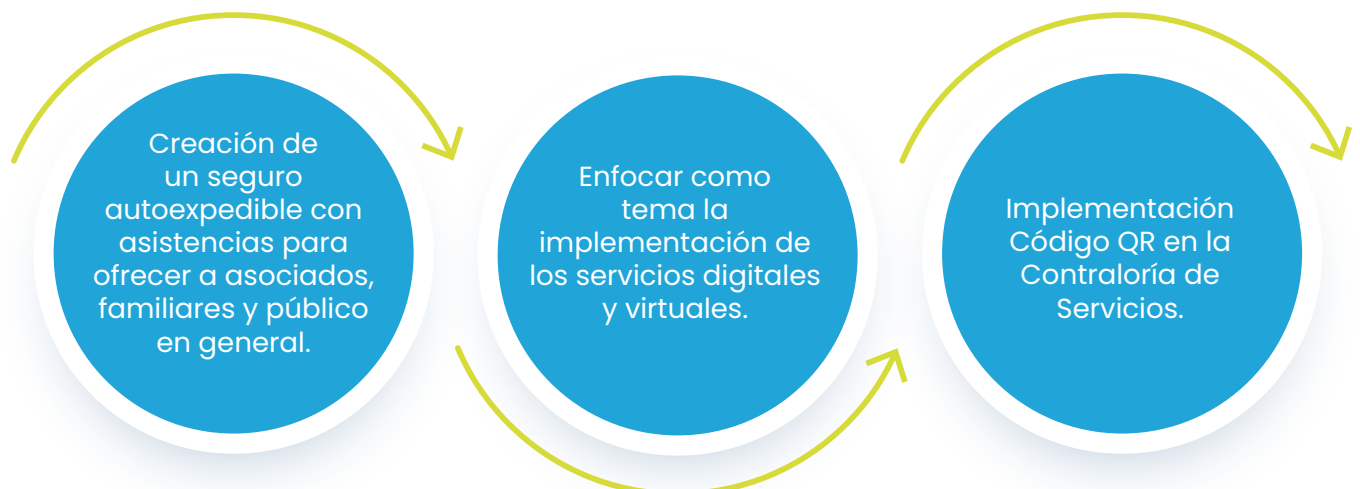 Creación de
un seguro
autoexpedible con
asistencias para
ofrecer a asociados,
familiares y público
en general.
Enfocar como
tema la
implementación de
los servicios digitales
y virtuales.
Implementación
Código QR en la
Contraloría de
Servicios.